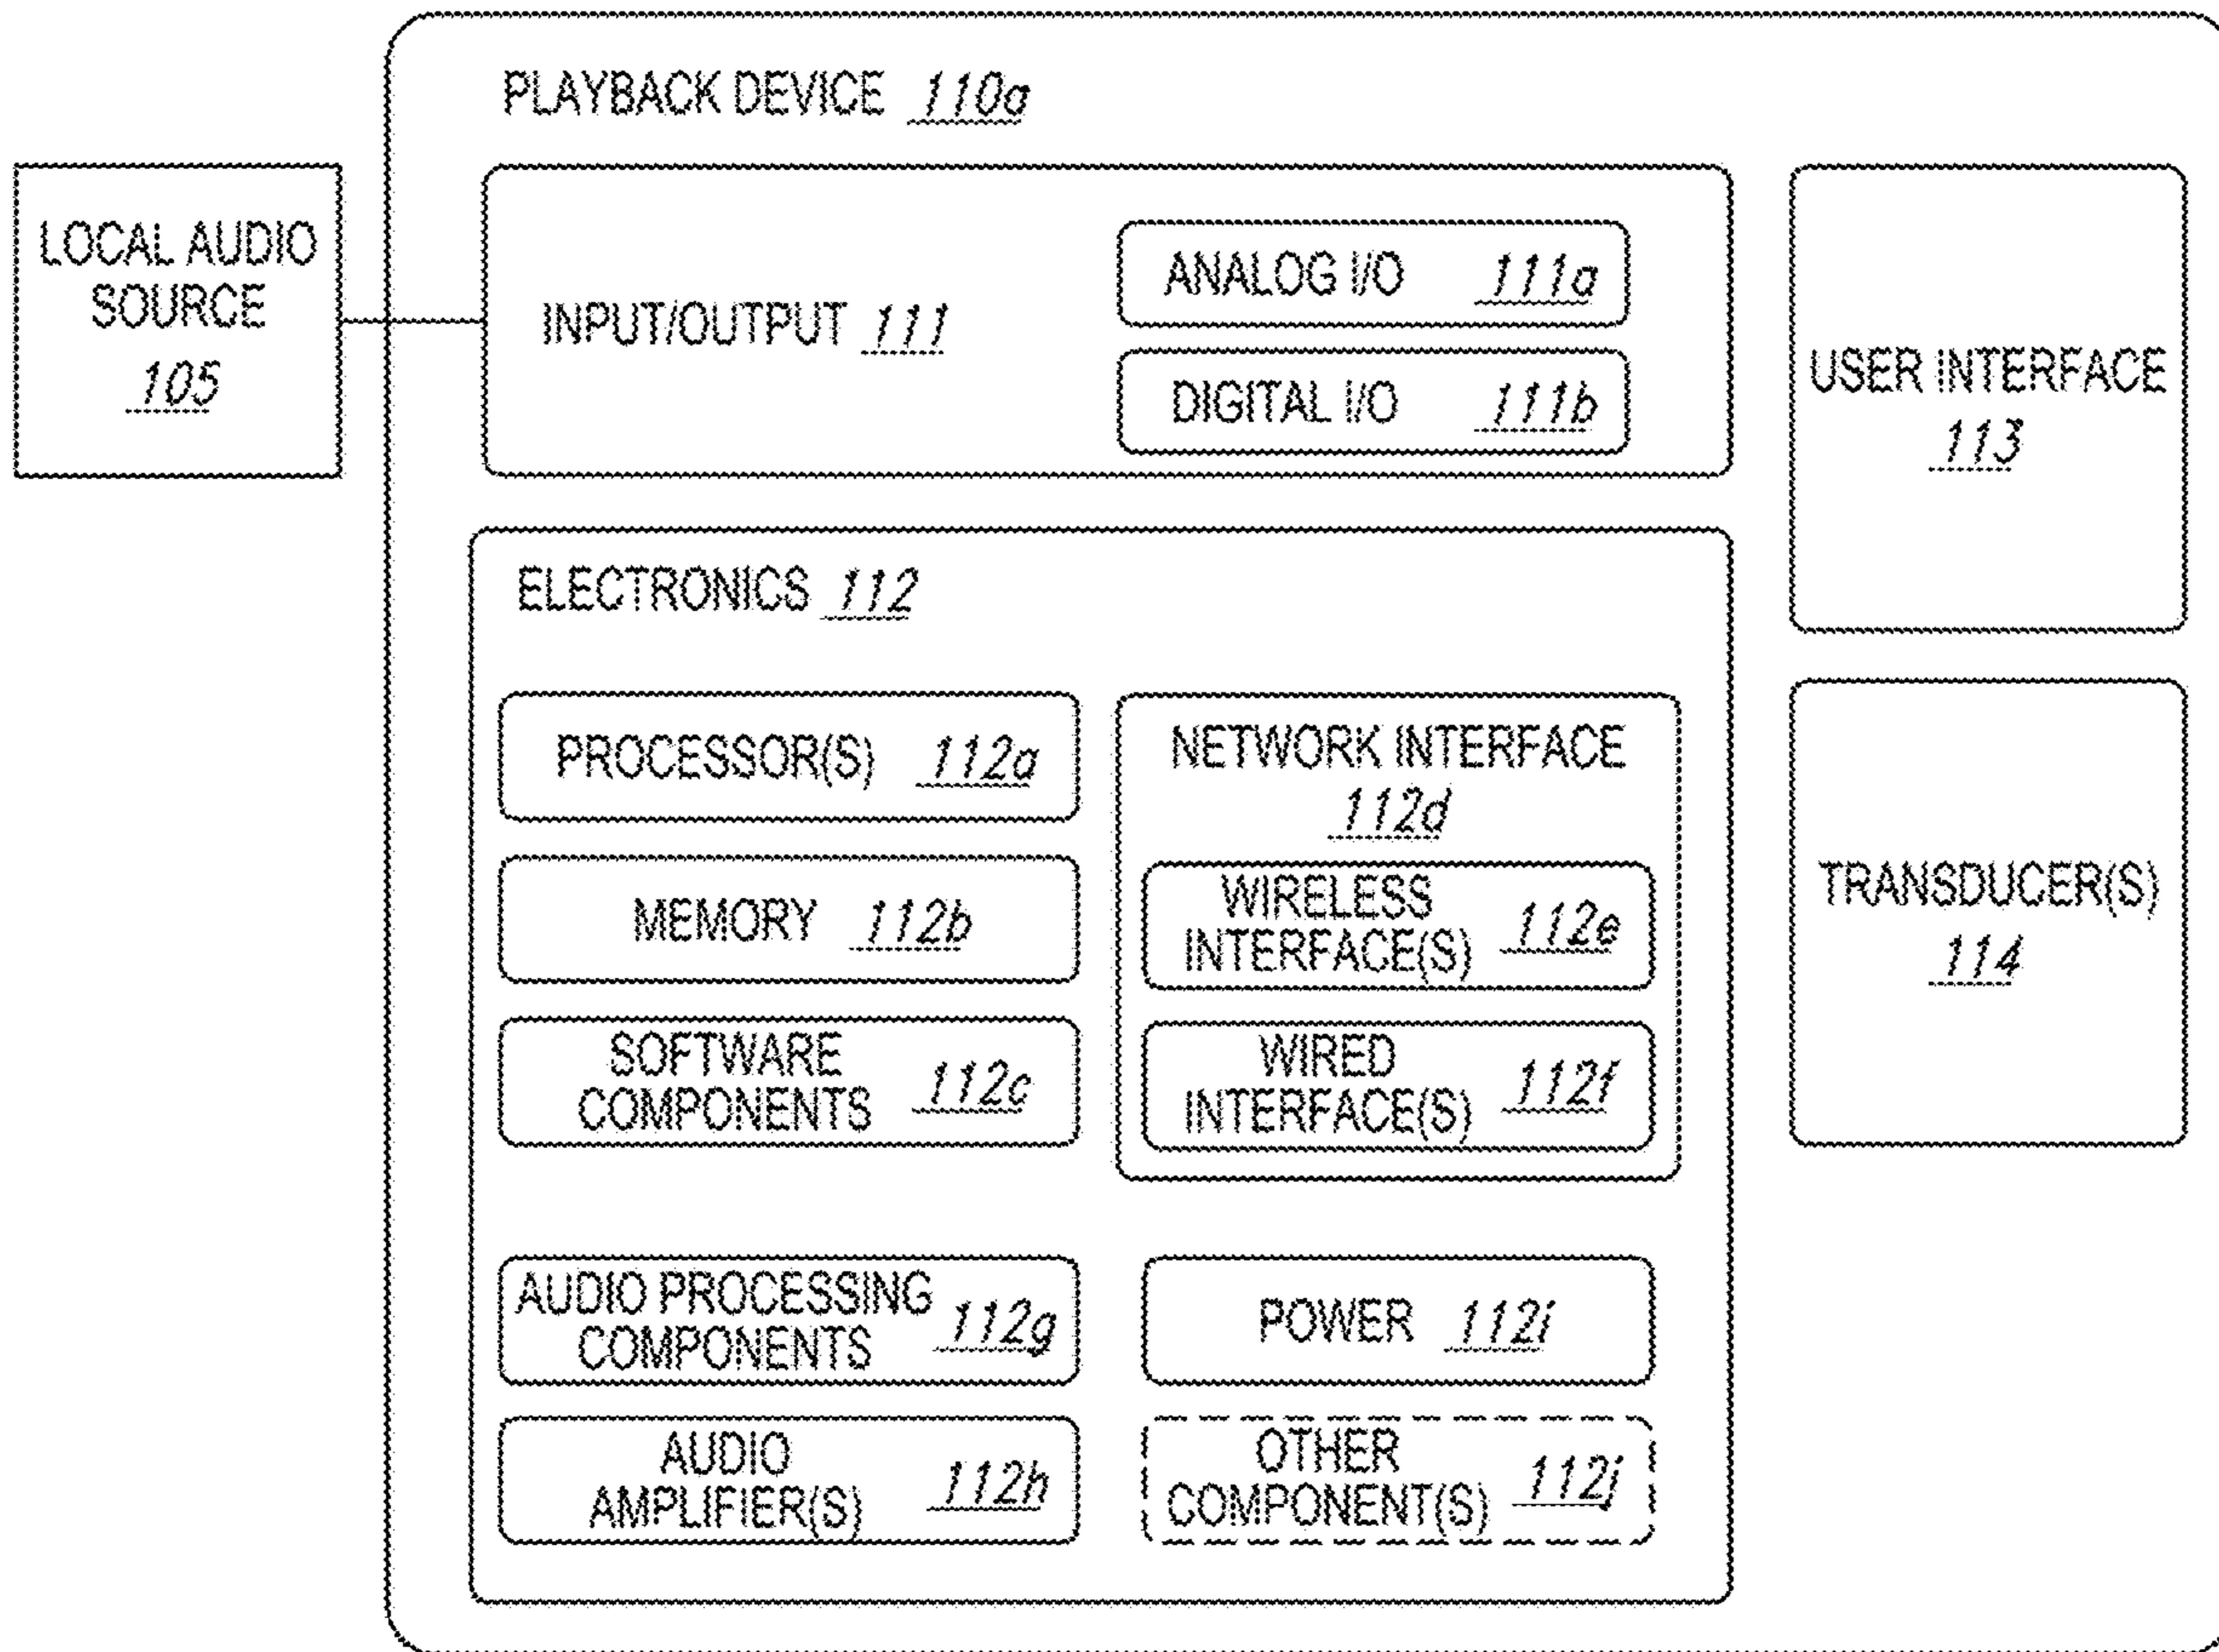 PLAYBACK DEVICE 110a
LOCAL AUDIO
SOURCE
105
INPUT/OUTPUT 111
ANALOG I/O 111a
DIGITAL I/O 111b
USER INTERFACE
113
ELECTRONICS 112
PROCESSOR(S) 112a
MEMORY 112b
SOFTWARE
COMPONENTS 112c
NETWORK INTERFACE
112d
WIRELESS
INTERFACE(S) 112e
WIRED
INTERFACE(S) 112f
TRANSDUCER(S)
114
AUDIO PROCESSING
COMPONENTS 112g
POWER 112i
AUDIO
AMPLIFIER(S) 112h
OTHER
COMPONENT(S) 112j